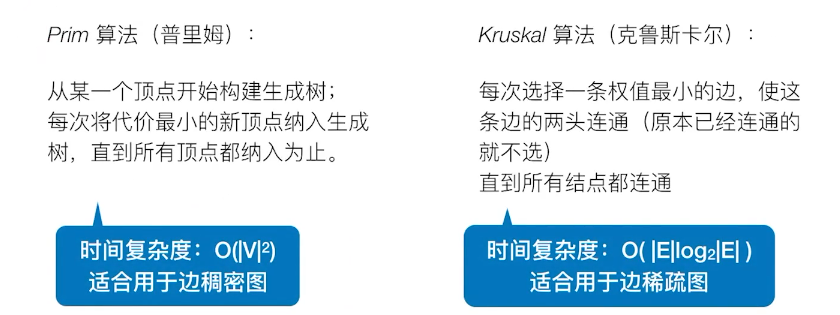 Prim 算法（普里姆）：
从某一个顶点开始构建生成树；
每次将代价最小的新顶点纳入生成
树，直到所有顶点都纳入为止。
时间复杂度：O(|V|²)
适合用于边稠密图
Kruskal 算法（克鲁斯卡尔）：
每次选择一条权值最小的边，使这
条边的两头连通（原本已经连通的
就不选）
直到所有结点都连通
时间复杂度：O( |E|log₂|E| )
适合用于边稀疏图